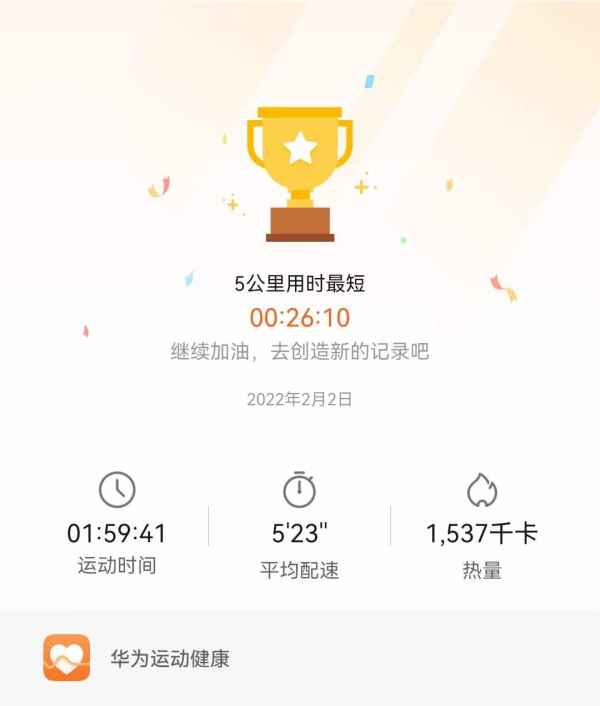 5公里用时最短
00:26:10
继续加油，去创造新的记录吧
2022年2月2日
01:59:41
运动时间
5'23"
平均配速
1,537千卡
热量
华为运动健康